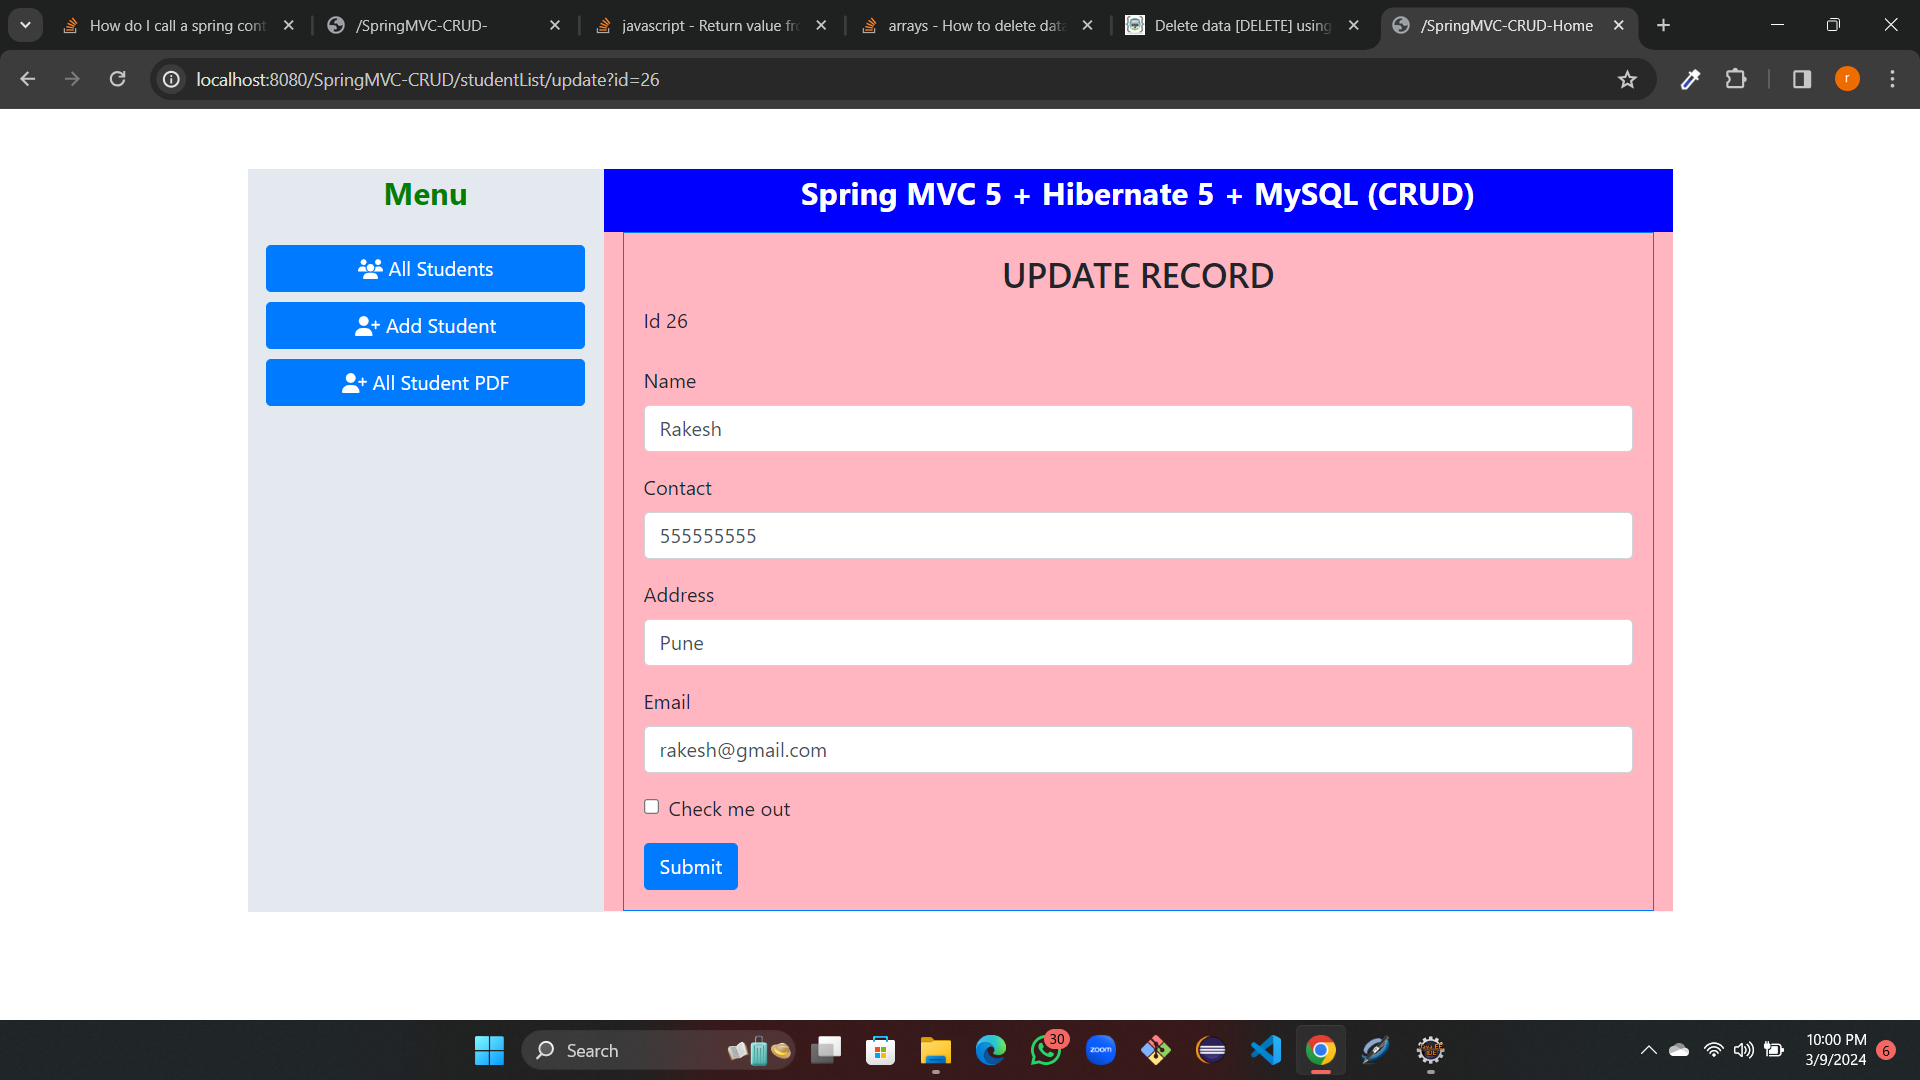 How do I call a spring cont
/SpringMVC-CRUD-
javascript - Return value fr
arrays - How to delete data
Delete data [DELETE] using
/SpringMVC-CRUD-Home
localhost:8080/SpringMVC-CRUD/studentList/update?id=26
r
Menu
All Students
Add Student
All Student PDF
Spring MVC 5 + Hibernate 5 + MySQL (CRUD)
UPDATE RECORD
Id 26
Name
Rakesh
Contact
555555555
Address
Pune
Email
rakesh@gmail.com
Check me out
Submit
Search
30
zoom
10:00 PM
3/9/2024
6